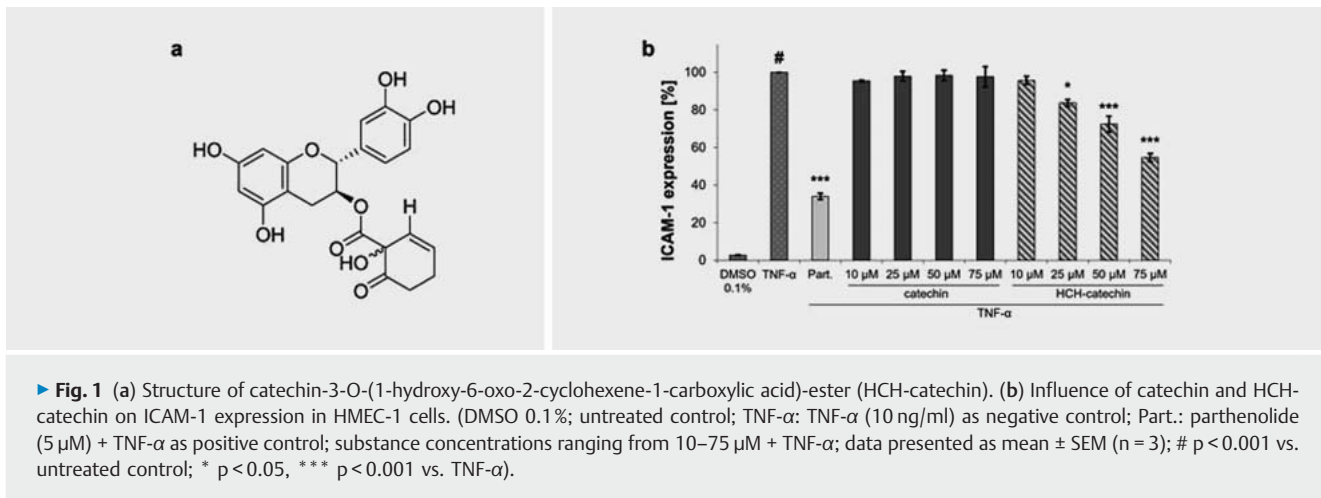 a
OH
OH
HO
O
O
H
OH
O
HO
O
b
ICAM-1 expression [%]
100
80
60
40
20
0
#
***
*
***
***
DMSO 0.1%
TNF-α
Part.
10 µM
25 µM
50 µM
75 µM
10 µM
25 µM
50 µM
75 µM
catechin
HCH-catechin
TNF-α
► Fig. 1 (a) Structure of catechin-3-O-(1-hydroxy-6-oxo-2-cyclohexene-1-carboxylic acid)-ester (HCH-catechin). (b) Influence of catechin and HCH-
catechin on ICAM-1 expression in HMEC-1 cells. (DMSO 0.1%; untreated control; TNF-α: TNF-α (10 ng/ml) as negative control; Part.: parthenolide
(5 µM) + TNF-α as positive control; substance concentrations ranging from 10–75 µM + TNF-α; data presented as mean ± SEM (n = 3); # p < 0.001 vs.
untreated control; * p < 0.05, *** p < 0.001 vs. TNF-α).